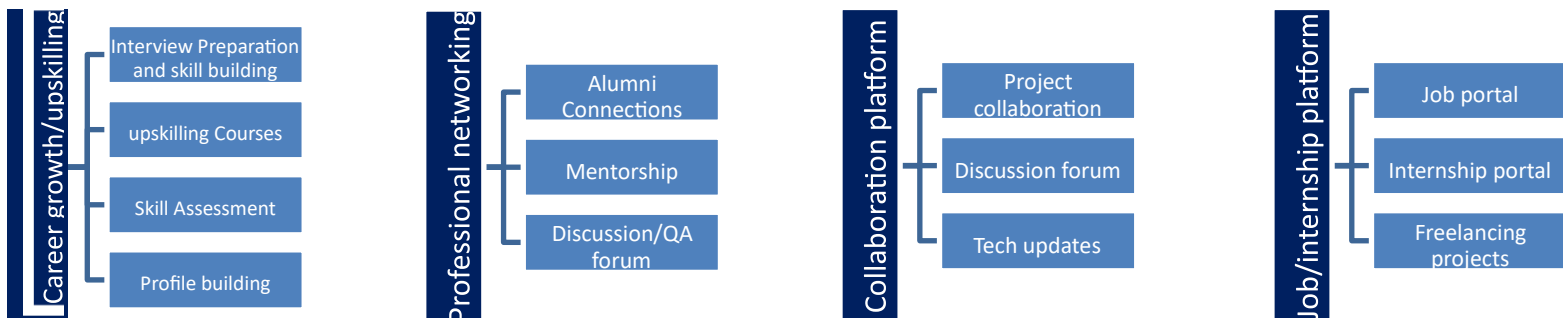 Career growth/upskilling
Interview Preparation
and skill building
upskilling Courses
Skill Assessment
Profile building
Professional networking
Alumni
Connections
Mentorship
Discussion/QA
forum
Collaboration platform
Project
collaboration
Discussion forum
Tech updates
Job/internship platform
Job portal
Internship portal
Freelancing
projects